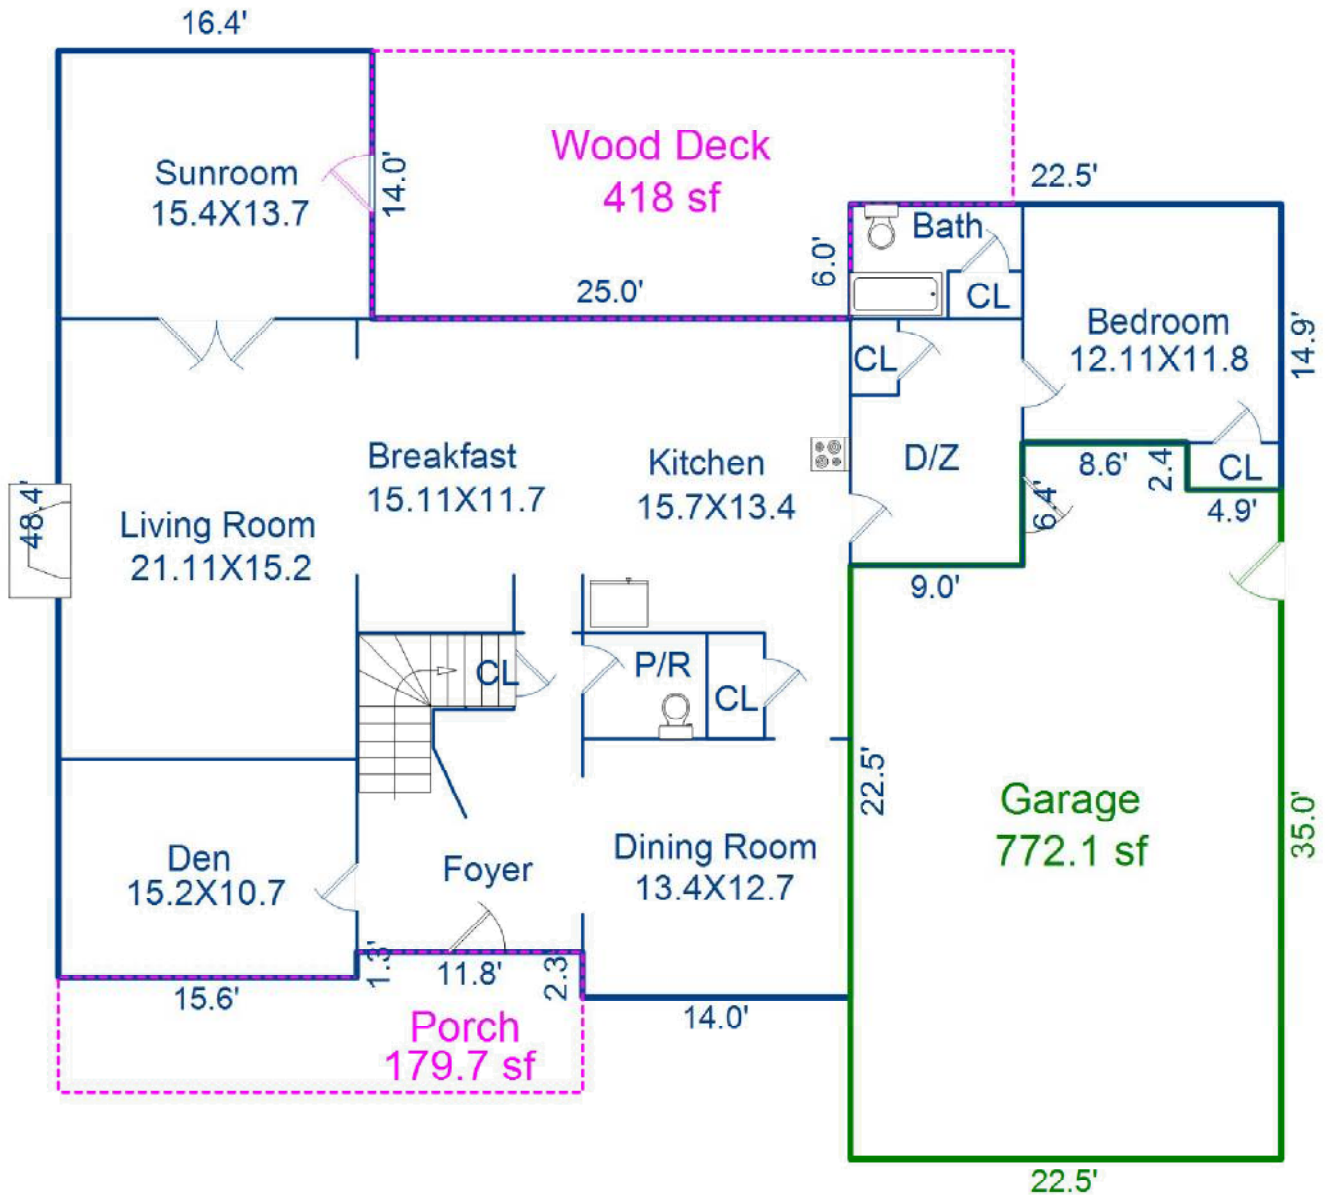 16.4'
Wood Deck
418 sf
Sunroom
15.4X13.7
14.0'
22.5'
Bath
6.0'
25.0'
CL
Bedroom
12.11X11.8
14.9'
CL
Breakfast
15.11X11.7
Kitchen
15.7X13.4
D/Z
8.6'
2.4
CL
4.9'
6.4'
48.4'
Living Room
21.11X15.2
9.0'
CL
P/R
CL
22.5'
Garage
772.1 sf
35.0'
Den
15.2X10.7
Foyer
Dining Room
13.4X12.7
1.3'
11.8'
2.3
15.6'
14.0'
Porch
179.7 sf
22.5'